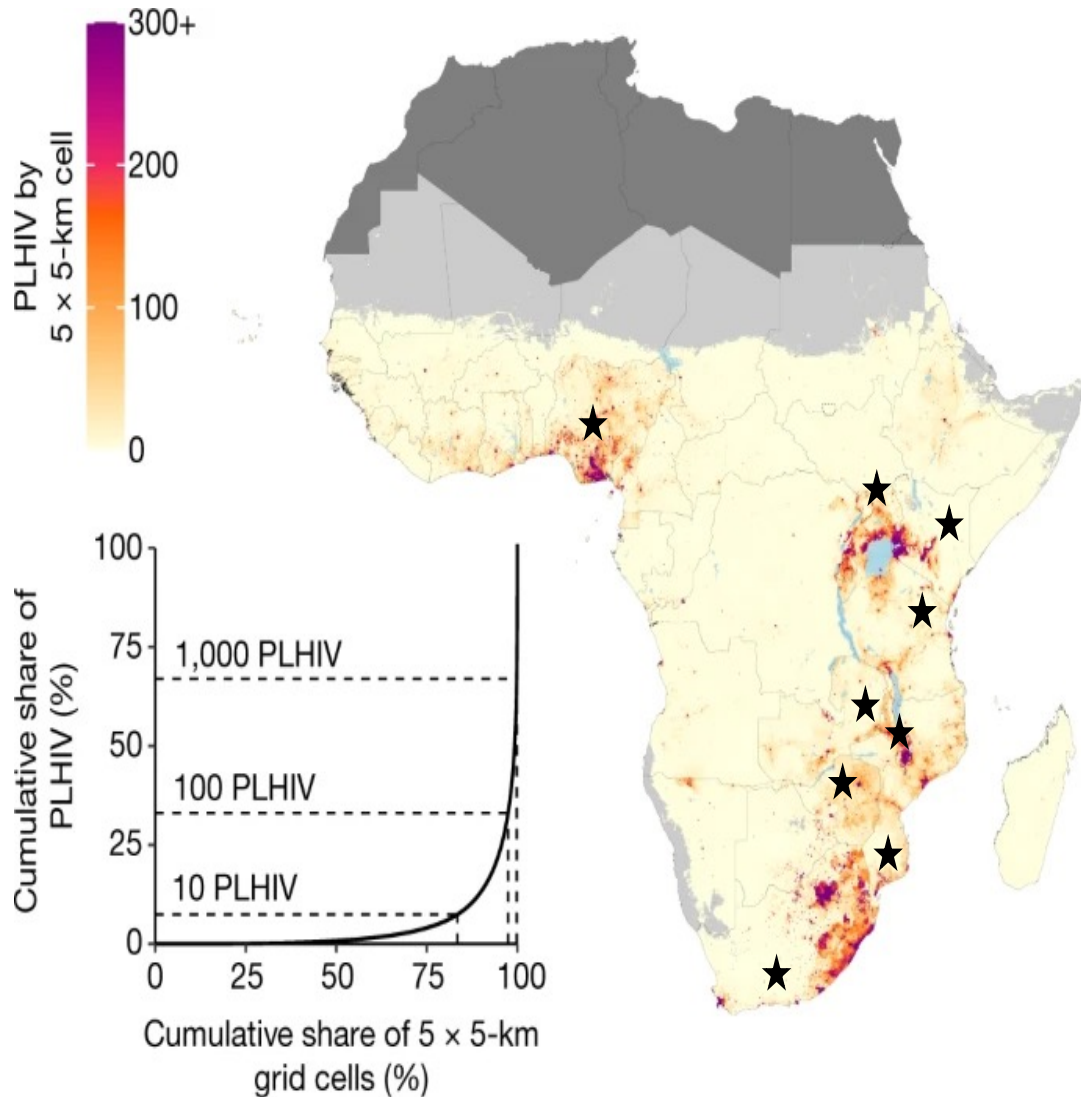 300+
200
100
0
PLHIV by
5 × 5-km cell
100
75
50
25
0
Cumulative share of
PLHIV (%)
1,000 PLHIV
100 PLHIV
10 PLHIV
0
25
50
75
100
Cumulative share of 5 × 5-km
grid cells (%)